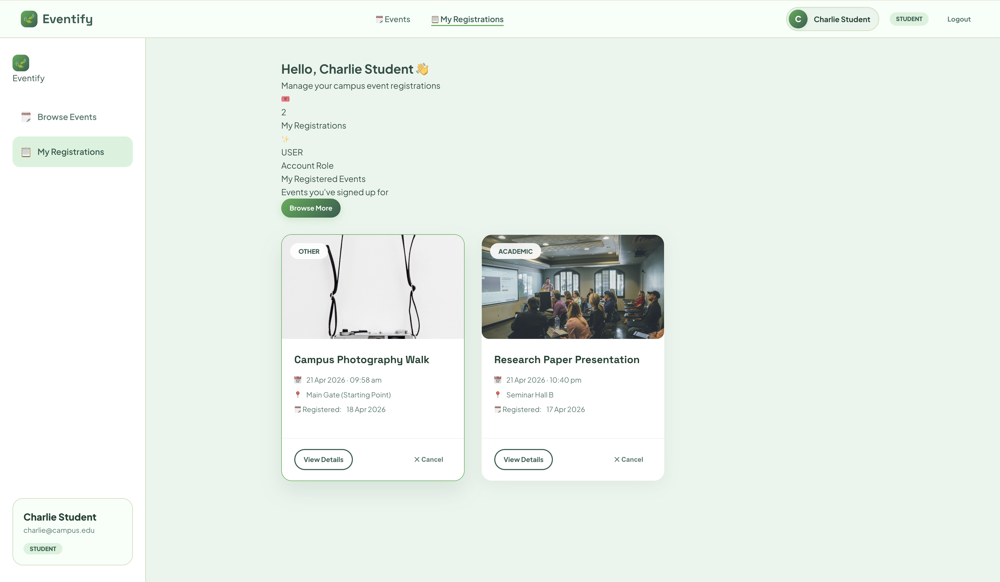 Eventify
Events
My Registrations
C
Charlie Student
STUDENT
Logout
Eventify
Browse Events
My Registrations
Hello, Charlie Student
Manage your campus event registrations
2
My Registrations
USER
Account Role
My Registered Events
Events you've signed up for
Browse More
OTHER
Campus Photography Walk
21 Apr 2026 · 09:58 am
Main Gate (Starting Point)
Registered: 18 Apr 2026
View Details
✕ Cancel
ACADEMIC
Research Paper Presentation
21 Apr 2026 · 10:40 pm
Seminar Hall B
Registered: 17 Apr 2026
View Details
✕ Cancel
Charlie Student
charlie@campus.edu
STUDENT